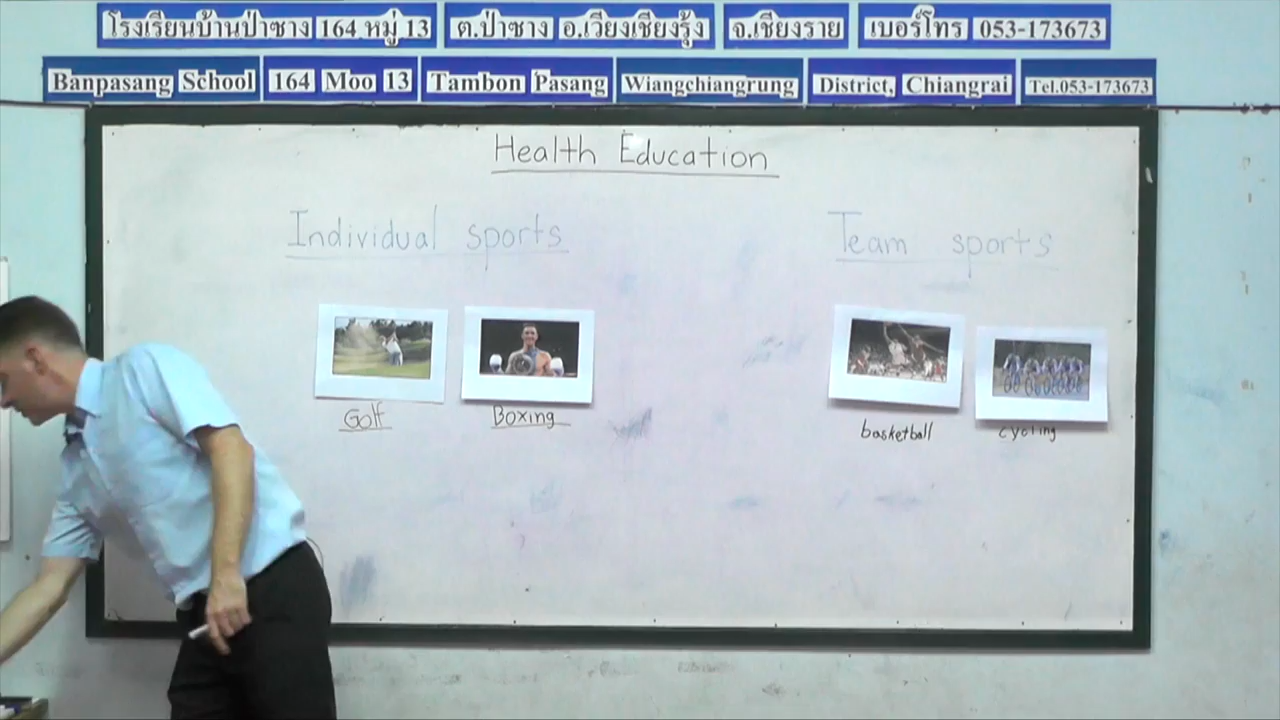 โรงเรียนบ้านป่าซาง 164 หมู่ 13 ต.ป่าซาง อ.เวียงเชียงรุ้ง จ.เชียงราย เบอร์โทร 053-173673
Banpasang School 164 Moo 13 Tambon Pasang Wiangchiangrung District, Chiangrai Tel.053-173673
Health Education
Individual sports Team sports
Golf Boxing basketball cycling